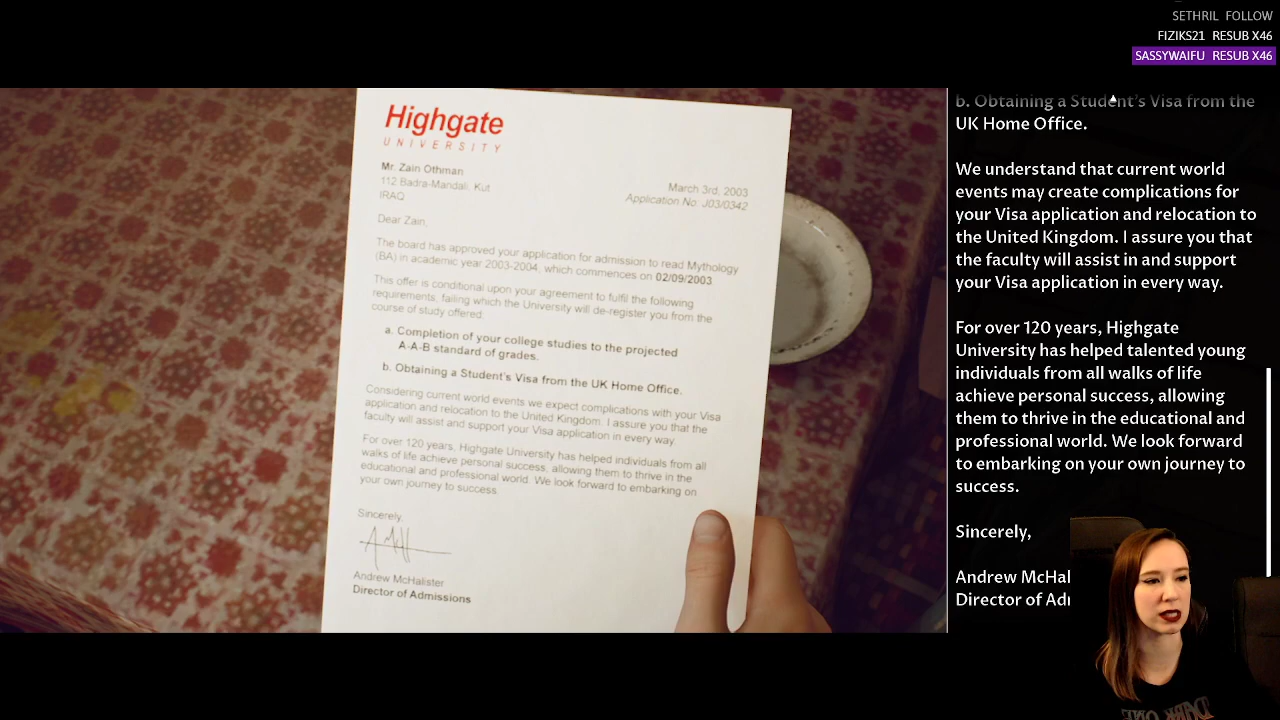 SETHRIL FOLLOW
FIZIKS21 RESUB X46
SASSYWAIFU RESUB X46
Highgate
UNIVERSITY
Mr. Zain Othman
112 Badra-Mandali, Kut
IRAQ
March 3rd, 2003
Application No: J03/0342
Dear Zain,
The board has approved your application for admission to read Mythology
(BA) in academic year 2003-2004, which commences on 02/09/2003
This offer is conditional upon your agreement to fulfil the following
requirements, failing which the University will de-register you from the
course of study offered:
a. Completion of your college studies to the projected
A-A-B standard of grades.
b. Obtaining a Student's Visa from the UK Home Office.
Considering current world events we expect complications with your Visa
application and relocation to the United Kingdom. I assure you that the
faculty will assist and support your Visa application in every way.
For over 120 years, Highgate University has helped individuals from all
walks of life achieve personal success, allowing them to thrive in the
educational and professional world. We look forward to embarking on
your own journey to success.
Sincerely,
Andrew McHalister
Director of Admissions
b. Obtaining a Student's Visa from the
UK Home Office.
We understand that current world
events may create complications for
your Visa application and relocation to
the United Kingdom. I assure you that
the faculty will assist in and support
your Visa application in every way.
For over 120 years, Highgate
University has helped talented young
individuals from all walks of life
achieve personal success, allowing
them to thrive in the educational and
professional world. We look forward
to embarking on your own journey to
success.
Sincerely,
Andrew McHal
Director of Ad